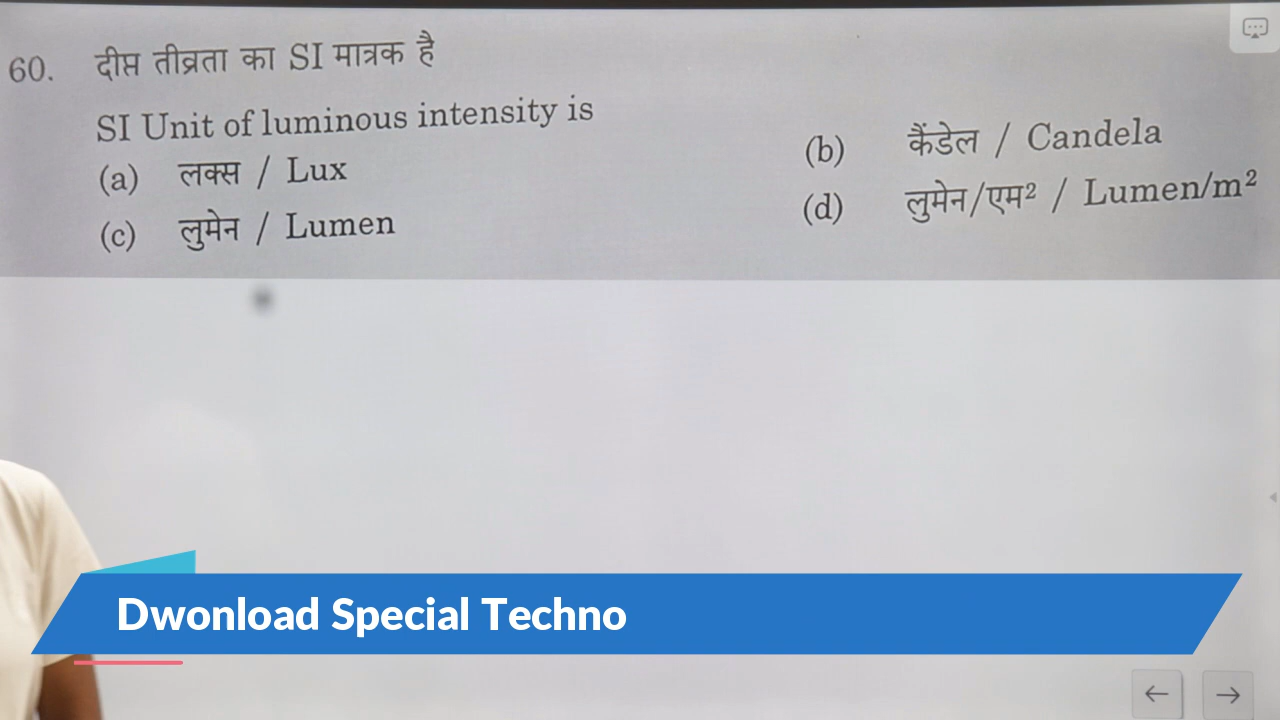 60. दीप्त तीव्रता का SI मात्रक है
SI Unit of luminous intensity is
(a) लक्स / Lux
(b) कैंडेल / Candela
(c) लुमेन / Lumen
(d) लुमेन/एम² / Lumen/m²
Dwonload Special Techno